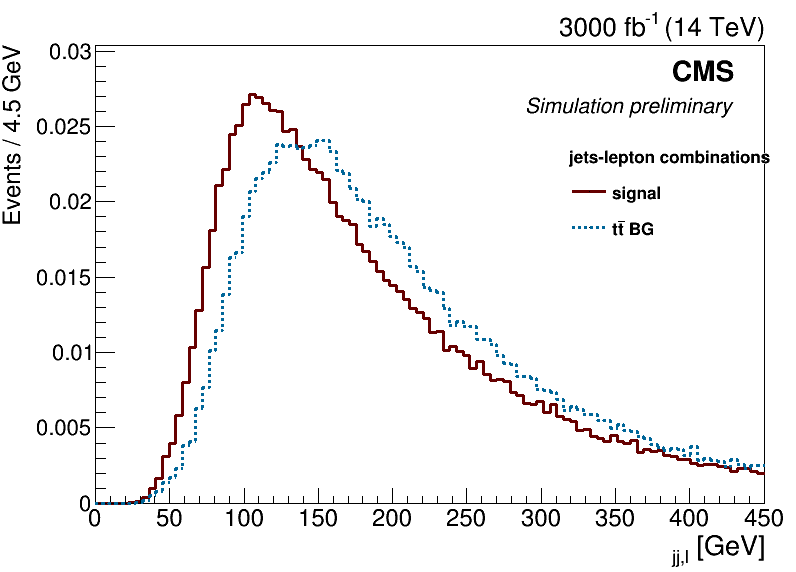 3000 fb⁻¹ (14 TeV)
Events / 4.5 GeV
CMS
Simulation preliminary
jets-lepton combinations
signal
tt̄ BG
0.03
0.025
0.02
0.015
0.01
0.005
0
0 50 100 150 200 250 300 350 400 450
jj,l [GeV]